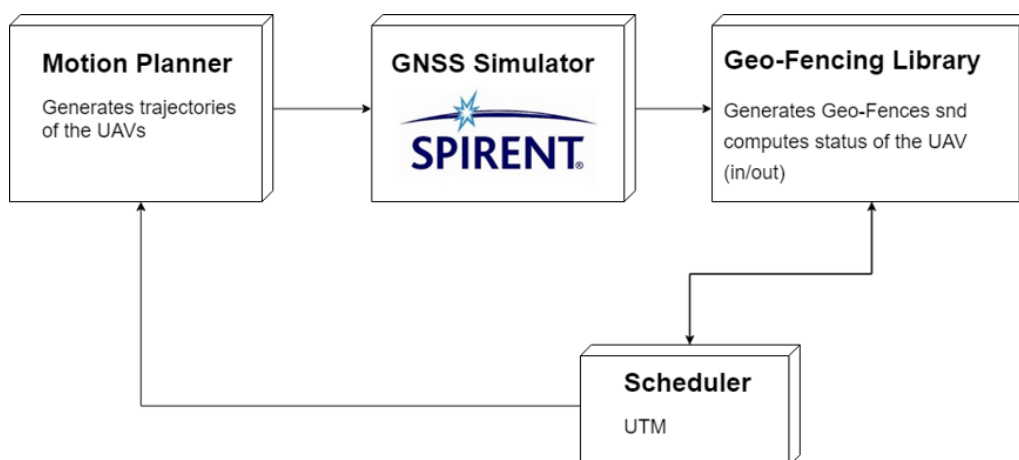 Motion Planner
Generates trajectories
of the UAVs
GNSS Simulator
SPIRENT®
Geo-Fencing Library
Generates Geo-Fences snd
computes status of the UAV
(in/out)
Scheduler
UTM